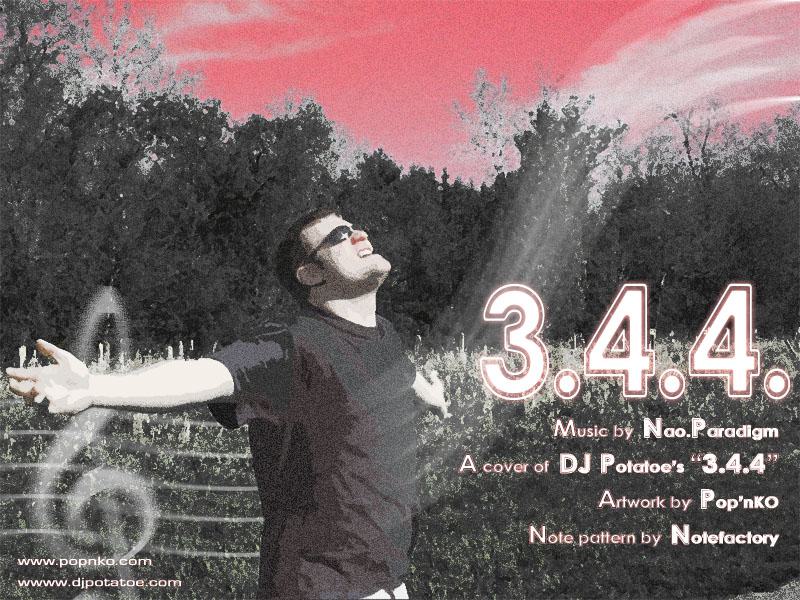 3.4.4.
Music by Nao.Paradigm
A cover of DJ Potatoe's "3.4.4"
Artwork by Pop'nKO
Note pattern by Notefactory
www.popnko.com
www.djpotatoe.com